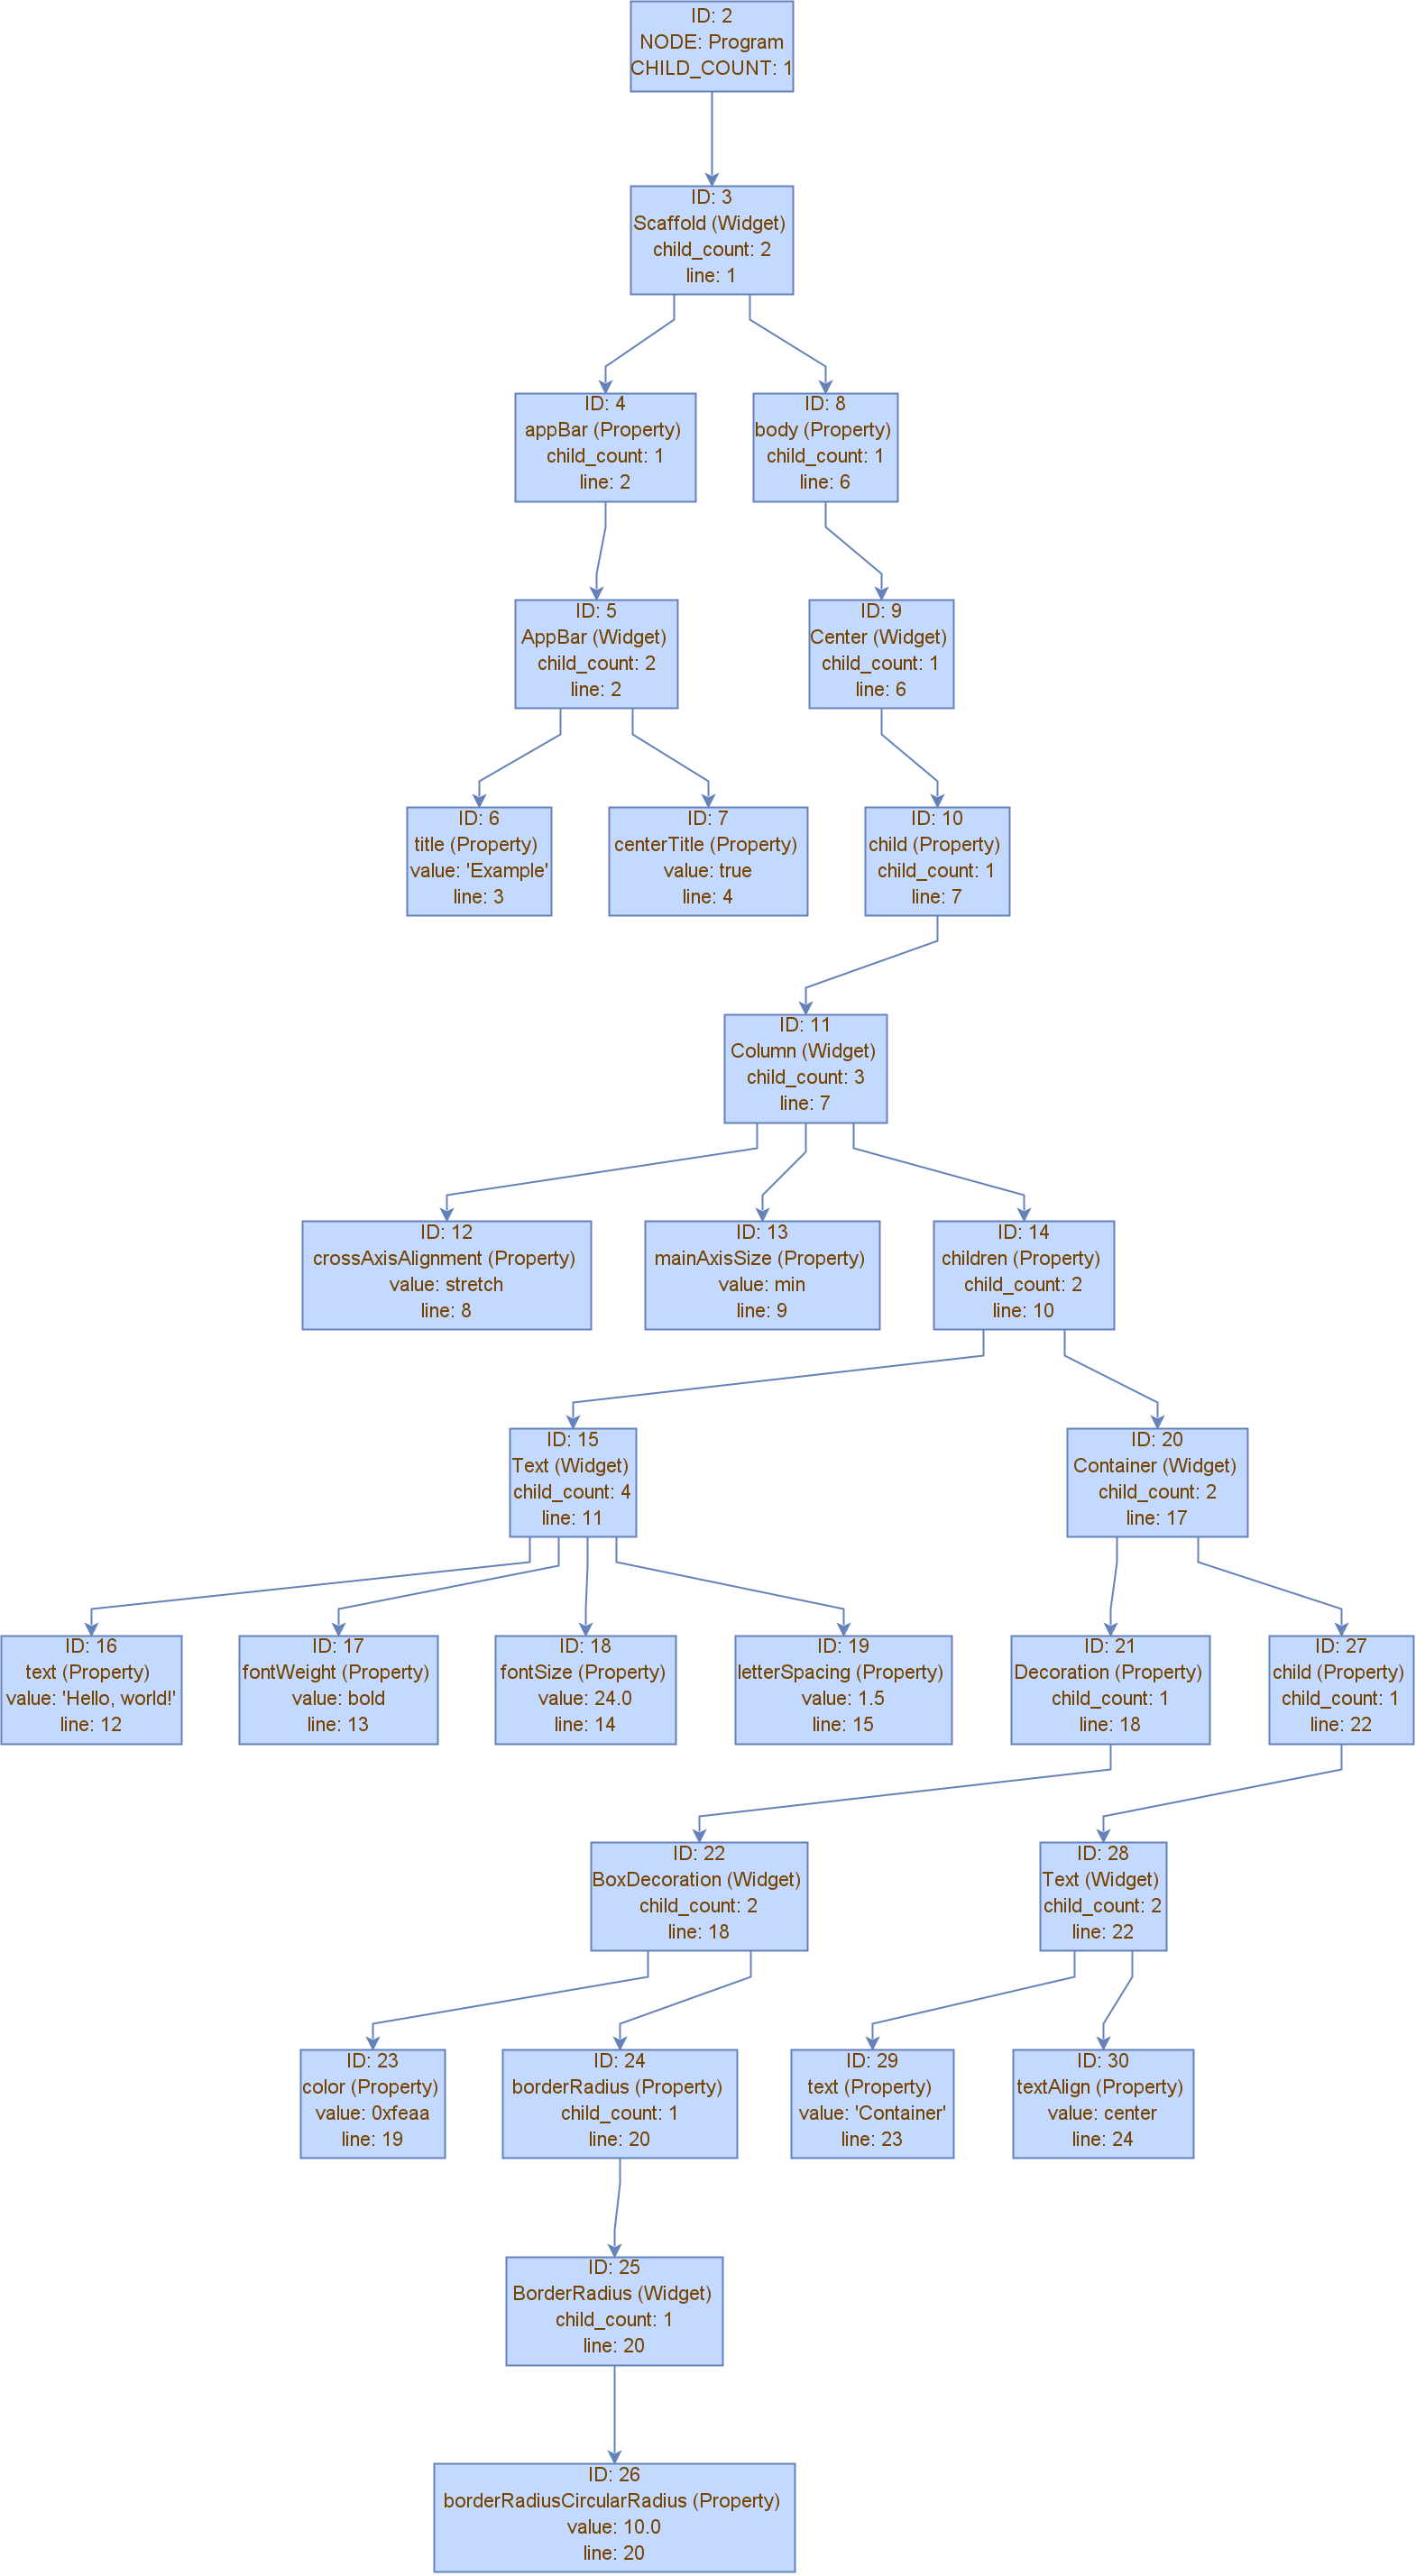 ID: 2
NODE: Program
CHILD_COUNT: 1
ID: 3
Scaffold (Widget)
child_count: 2
line: 1
ID: 4
appBar (Property)
child_count: 1
line: 2
ID: 8
body (Property)
child_count: 1
line: 6
ID: 5
AppBar (Widget)
child_count: 2
line: 2
ID: 9
Center (Widget)
child_count: 1
line: 6
ID: 6
title (Property)
value: 'Example'
line: 3
ID: 7
centerTitle (Property)
value: true
line: 4
ID: 10
child (Property)
child_count: 1
line: 7
ID: 11
Column (Widget)
child_count: 3
line: 7
ID: 12
crossAxisAlignment (Property)
value: stretch
line: 8
ID: 13
mainAxisSize (Property)
value: min
line: 9
ID: 14
children (Property)
child_count: 2
line: 10
ID: 15
Text (Widget)
child_count: 4
line: 11
ID: 20
Container (Widget)
child_count: 2
line: 17
ID: 16
text (Property)
value: 'Hello, world!'
line: 12
ID: 17
fontWeight (Property)
value: bold
line: 13
ID: 18
fontSize (Property)
value: 24.0
line: 14
ID: 19
letterSpacing (Property)
value: 1.5
line: 15
ID: 21
Decoration (Property)
child_count: 1
line: 18
ID: 27
child (Property)
child_count: 1
line: 22
ID: 22
BoxDecoration (Widget)
child_count: 2
line: 18
ID: 28
Text (Widget)
child_count: 2
line: 22
ID: 23
color (Property)
value: 0xfeaa
line: 19
ID: 24
borderRadius (Property)
child_count: 1
line: 20
ID: 29
text (Property)
value: 'Container'
line: 23
ID: 30
textAlign (Property)
value: center
line: 24
ID: 25
BorderRadius (Widget)
child_count: 1
line: 20
ID: 26
borderRadiusCircularRadius (Property)
value: 10.0
line: 20